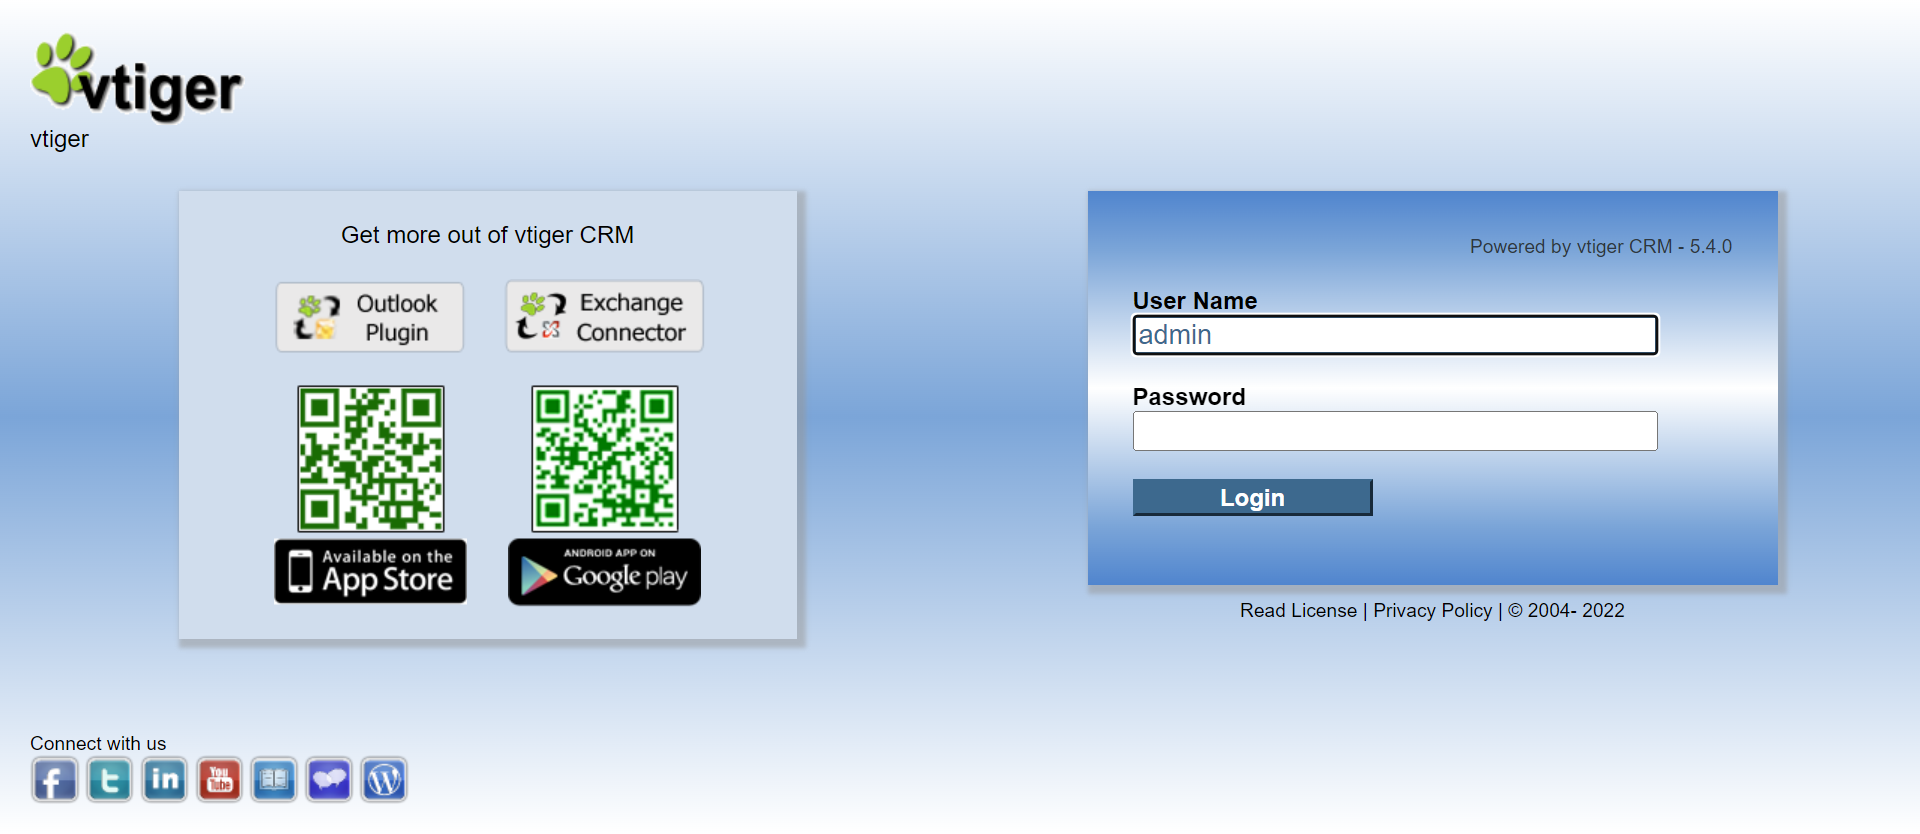 vtiger
vtiger
Get more out of vtiger CRM
Outlook
Plugin
Exchange
Connector
Available on the
App Store
ANDROID APP ON
Google play
Powered by vtiger CRM - 5.4.0
User Name
admin
Password
Login
Read License | Privacy Policy | © 2004- 2022
Connect with us
f
t
in
You
Tube
W